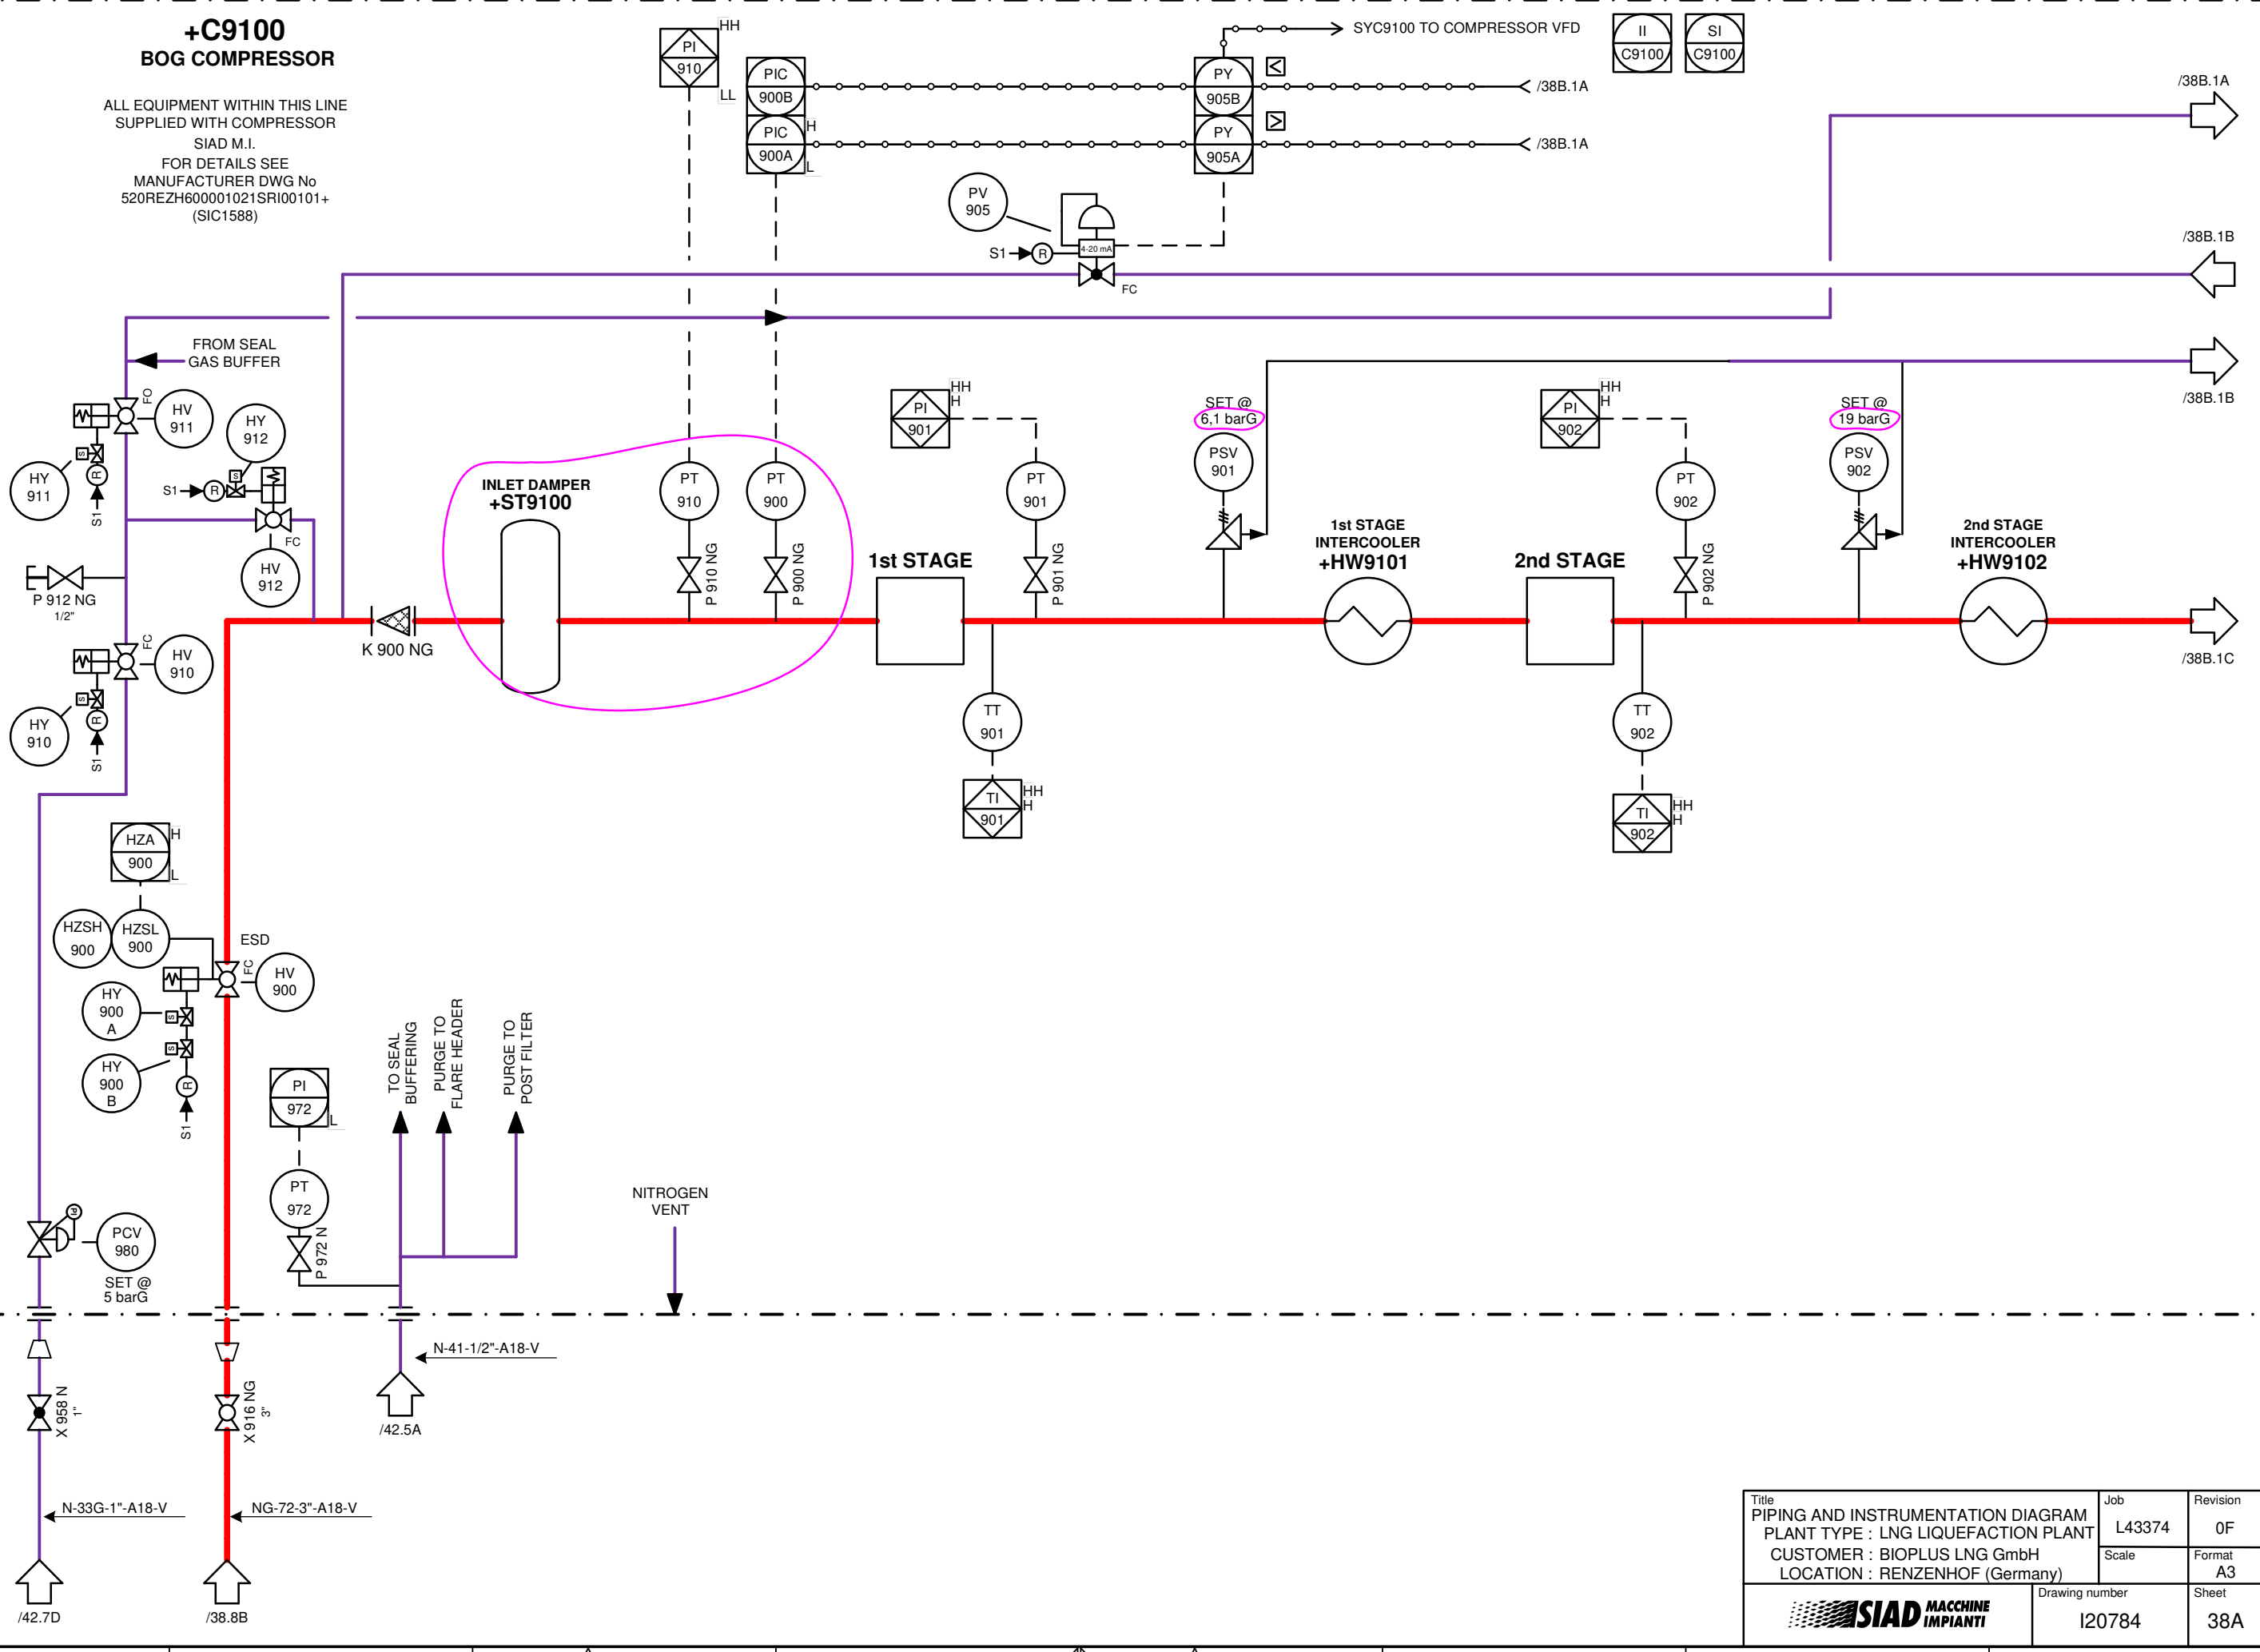 +C9100
BOG COMPRESSOR
ALL EQUIPMENT WITHIN THIS LINE
SUPPLIED WITH COMPRESSOR
SIAD M.I.
FOR DETAILS SEE
MANUFACTURER DWG No
520REZH600001021SRI00101+
(SIC1588)
HH
PI
910
LL
PIC
900B
PIC
900A
H
L
SYC9100 TO COMPRESSOR VFD
PY
905B
<
PY
905A
>
/38B.1A
/38B.1A
II
C9100
SI
C9100
/38B.1A
PV
905
S1
R
4-20 mA
FC
/38B.1B
FROM SEAL
GAS BUFFER
/38B.1B
FO
HV
911
HY
912
S
R
HY
911
S1
S1
R
S
FC
HV
912
P 912 NG
1/2"
FC
HV
910
S
R
HY
910
S1
K 900 NG
INLET DAMPER
+ST9100
PT
910
P 910 NG
PT
900
P 900 NG
1st STAGE
PI
901
HH
H
PT
901
P 901 NG
SET @
6,1 barG
PSV
901
1st STAGE
INTERCOOLER
+HW9101
2nd STAGE
PI
902
HH
H
PT
902
P 902 NG
SET @
19 barG
PSV
902
2nd STAGE
INTERCOOLER
+HW9102
/38B.1C
TT
901
TI
901
HH
H
TT
902
TI
902
HH
H
HZA
900
H
L
HZSH
900
HZSL
900
ESD
FC
HV
900
HY
900
A
S
S
HY
900
B
R
S1
PI
972
L
PT
972
P 972 N
TO SEAL
BUFFERING
PURGE TO
FLARE HEADER
PURGE TO
POST FILTER
NITROGEN
VENT
PI
PCV
980
SET @
5 barG
N-41-1/2"-A18-V
X 958 N
1"
X 916 NG
3"
/42.5A
N-33G-1"-A18-V
NG-72-3"-A18-V
/42.7D
/38.8B
Title
PIPING AND INSTRUMENTATION DIAGRAM
PLANT TYPE : LNG LIQUEFACTION PLANT
CUSTOMER : BIOPLUS LNG GmbH
LOCATION : RENZENHOF (Germany)
Job
L43374
Revision
0F
Scale
Format
A3
SIAD MACCHINE
IMPIANTI
Drawing number
I20784
Sheet
38A